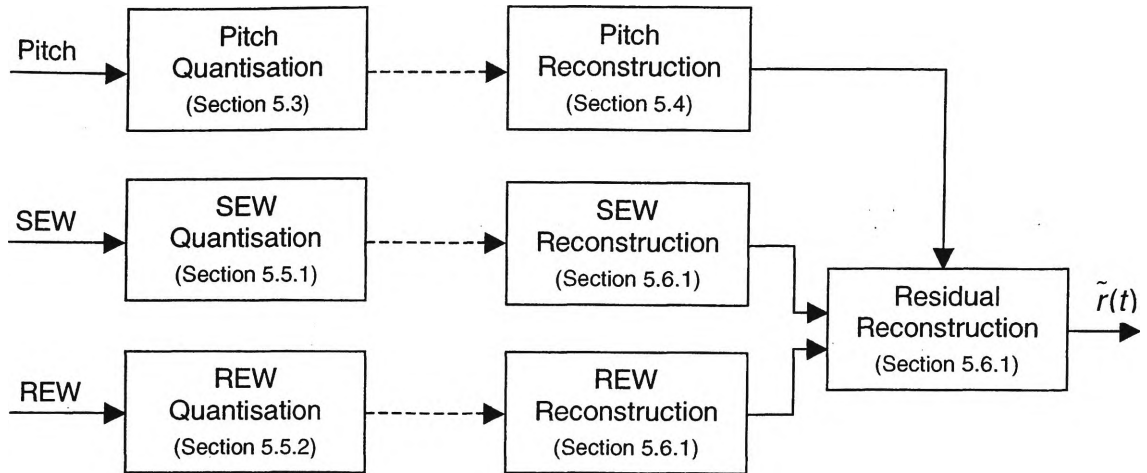 Pitch
Pitch
Quantisation
(Section 5.3)
Pitch
Reconstruction
(Section 5.4)
SEW
SEW
Quantisation
(Section 5.5.1)
SEW
Reconstruction
(Section 5.6.1)
REW
REW
Quantisation
(Section 5.5.2)
REW
Reconstruction
(Section 5.6.1)
Residual
Reconstruction
(Section 5.6.1)
r̃(t)